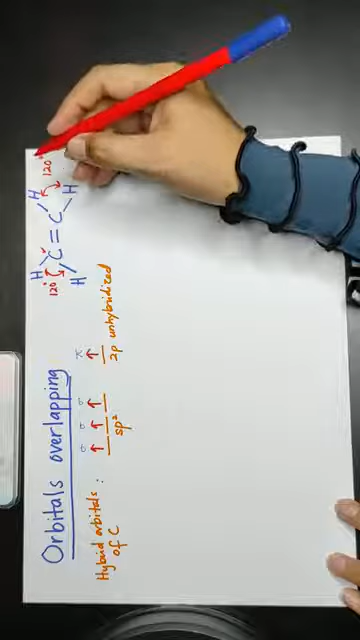 Orbitals overlapping
H H
120° C = C 120°
H H
σ σ σ π
Hybrid orbitals : ↑ ↑ ↑ ↑
of C sp² 2p unhybridized